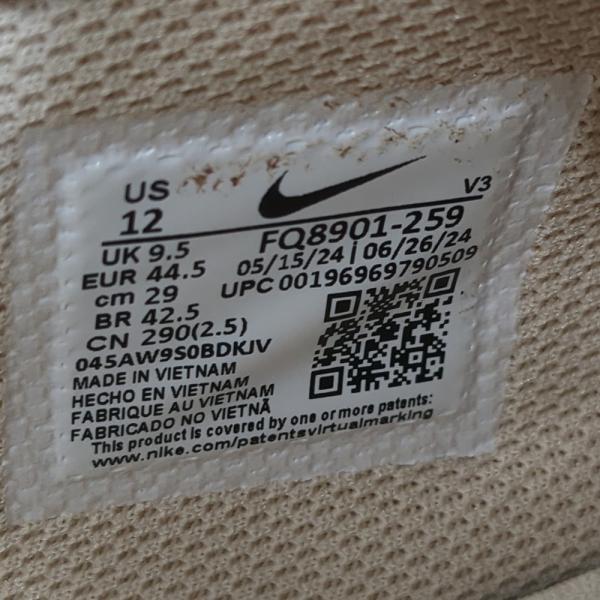 US
12
V3
UK 9.5
FQ8901-259
EUR 44.5
05/15/24 | 06/26/24
cm 29
UPC 00196969790509
BR 42.5
CN 290(2.5)
045AW9S0BDKJV
MADE IN VIETNAM
HECHO EN VIETNAM
FABRIQUE AU VIETNAM
FABRICADO NO VIETNÃ
This product is covered by one or more patents:
www.nike.com/patentsvirtualmarking